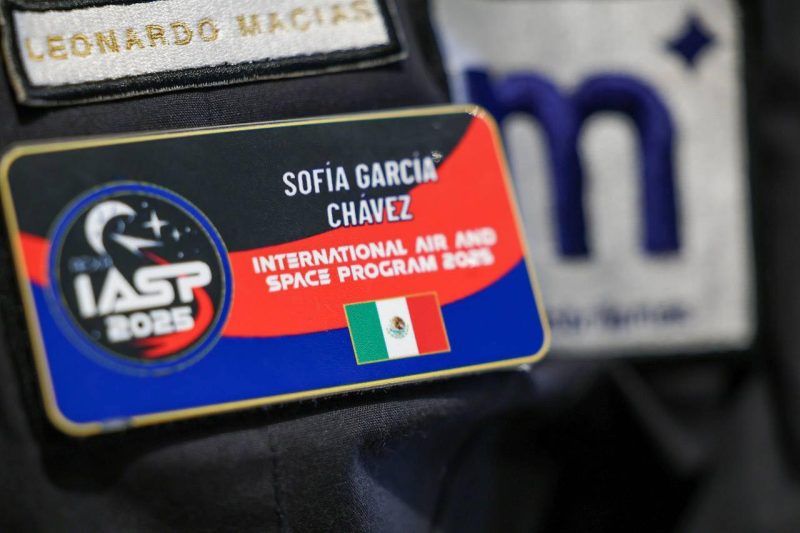 LEONARDO MACIAS
m
SOFÍA GARCÍA
CHÁVEZ
INTERNATIONAL AIR AND
SPACE PROGRAM 2025
IASP
2025